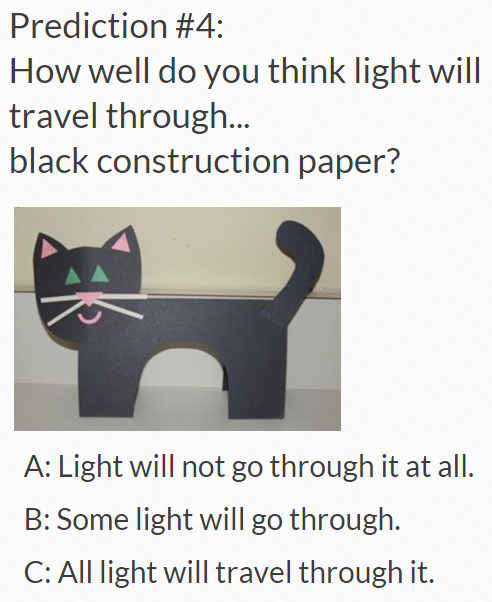 Prediction #4:
How well do you think light will
travel through...
black construction paper?
A: Light will not go through it at all.
B: Some light will go through.
C: All light will travel through it.